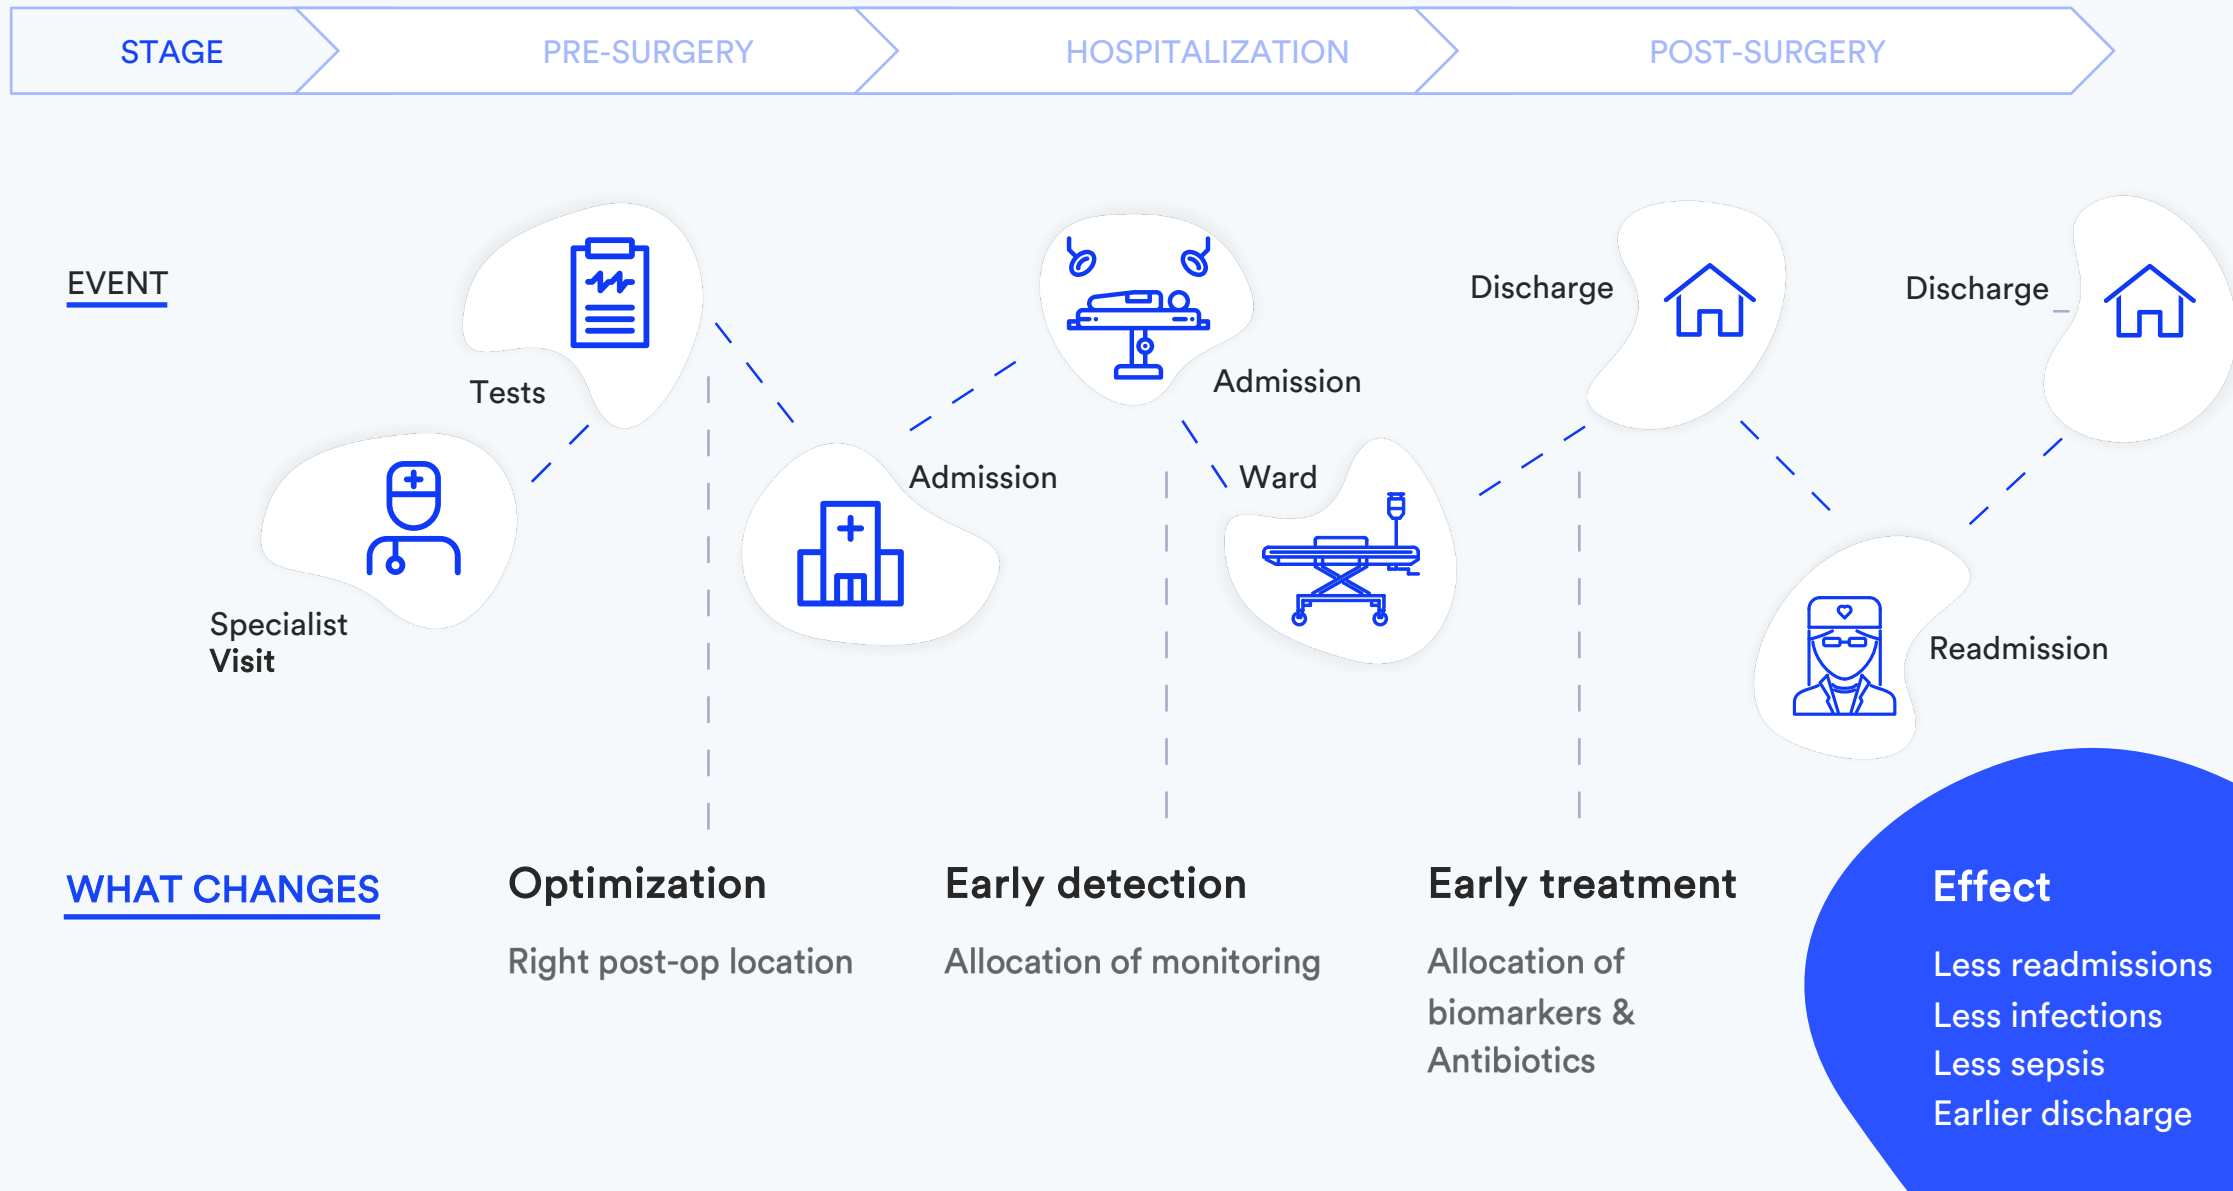 STAGE
PRE-SURGERY
HOSPITALIZATION
POST-SURGERY
EVENT
Specialist
Visit
Tests
Admission
Admission
Ward
Discharge
Readmission
Discharge
WHAT CHANGES
Optimization
Right post-op location
Early detection
Allocation of monitoring
Early treatment
Allocation of
biomarkers &
Antibiotics
Effect
Less readmissions
Less infections
Less sepsis
Earlier discharge